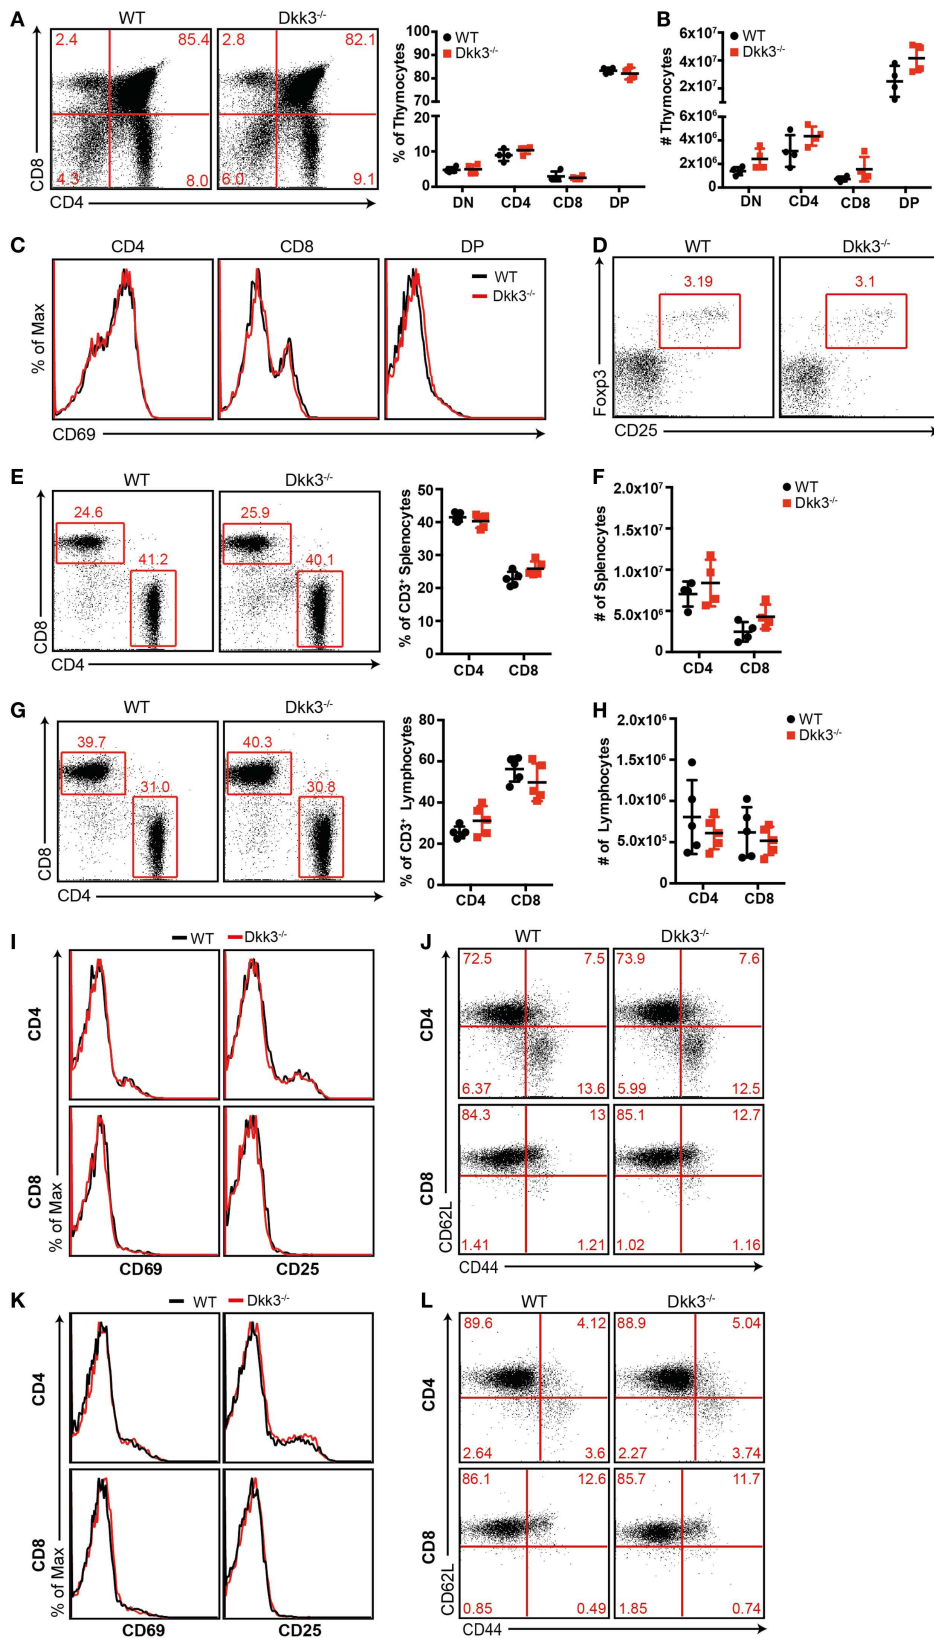 A
WT
Dkk3-/-
2.4
85.4
2.8
82.1
4.3
8.0
6.0
9.1
CD8
CD4
% of Thymocytes
100
90
80
70
20
10
0
DN
CD4
CD8
DP
WT
Dkk3-/-
B
# Thymocytes
6x10⁷
4x10⁷
2x10⁷
6x10⁶
4x10⁶
2x10⁶
0
DN
CD4
CD8
DP
WT
Dkk3-/-
C
CD4
CD8
DP
WT
Dkk3-/-
% of Max
CD69
D
WT
Dkk3-/-
3.19
3.1
Foxp3
CD25
E
WT
Dkk3-/-
24.6
41.2
25.9
40.1
CD8
CD4
% of CD3⁺ Splenocytes
50
40
30
20
10
0
CD4
CD8
F
# of Splenocytes
2.0x10⁷
1.5x10⁷
1.0x10⁷
5.0x10⁶
0
CD4
CD8
WT
Dkk3-/-
G
WT
Dkk3-/-
39.7
31.0
40.3
30.8
CD8
CD4
% of CD3⁺ Lymphocytes
80
60
40
20
0
CD4
CD8
H
# of Lymphocytes
2.0x10⁶
1.5x10⁶
1.0x10⁶
5.0x10⁵
0
CD4
CD8
WT
Dkk3-/-
I
WT
Dkk3-/-
CD4
CD8
% of Max
CD69
CD25
J
WT
Dkk3-/-
72.5
7.5
73.9
7.6
6.37
13.6
5.99
12.5
84.3
13
85.1
12.7
1.41
1.21
1.02
1.16
CD4
CD8
CD62L
CD44
K
WT
Dkk3-/-
CD4
CD8
% of Max
CD69
CD25
L
WT
Dkk3-/-
89.6
4.12
88.9
5.04
2.64
3.6
2.27
3.74
86.1
12.6
85.7
11.7
0.85
0.49
1.85
0.74
CD4
CD8
CD62L
CD44